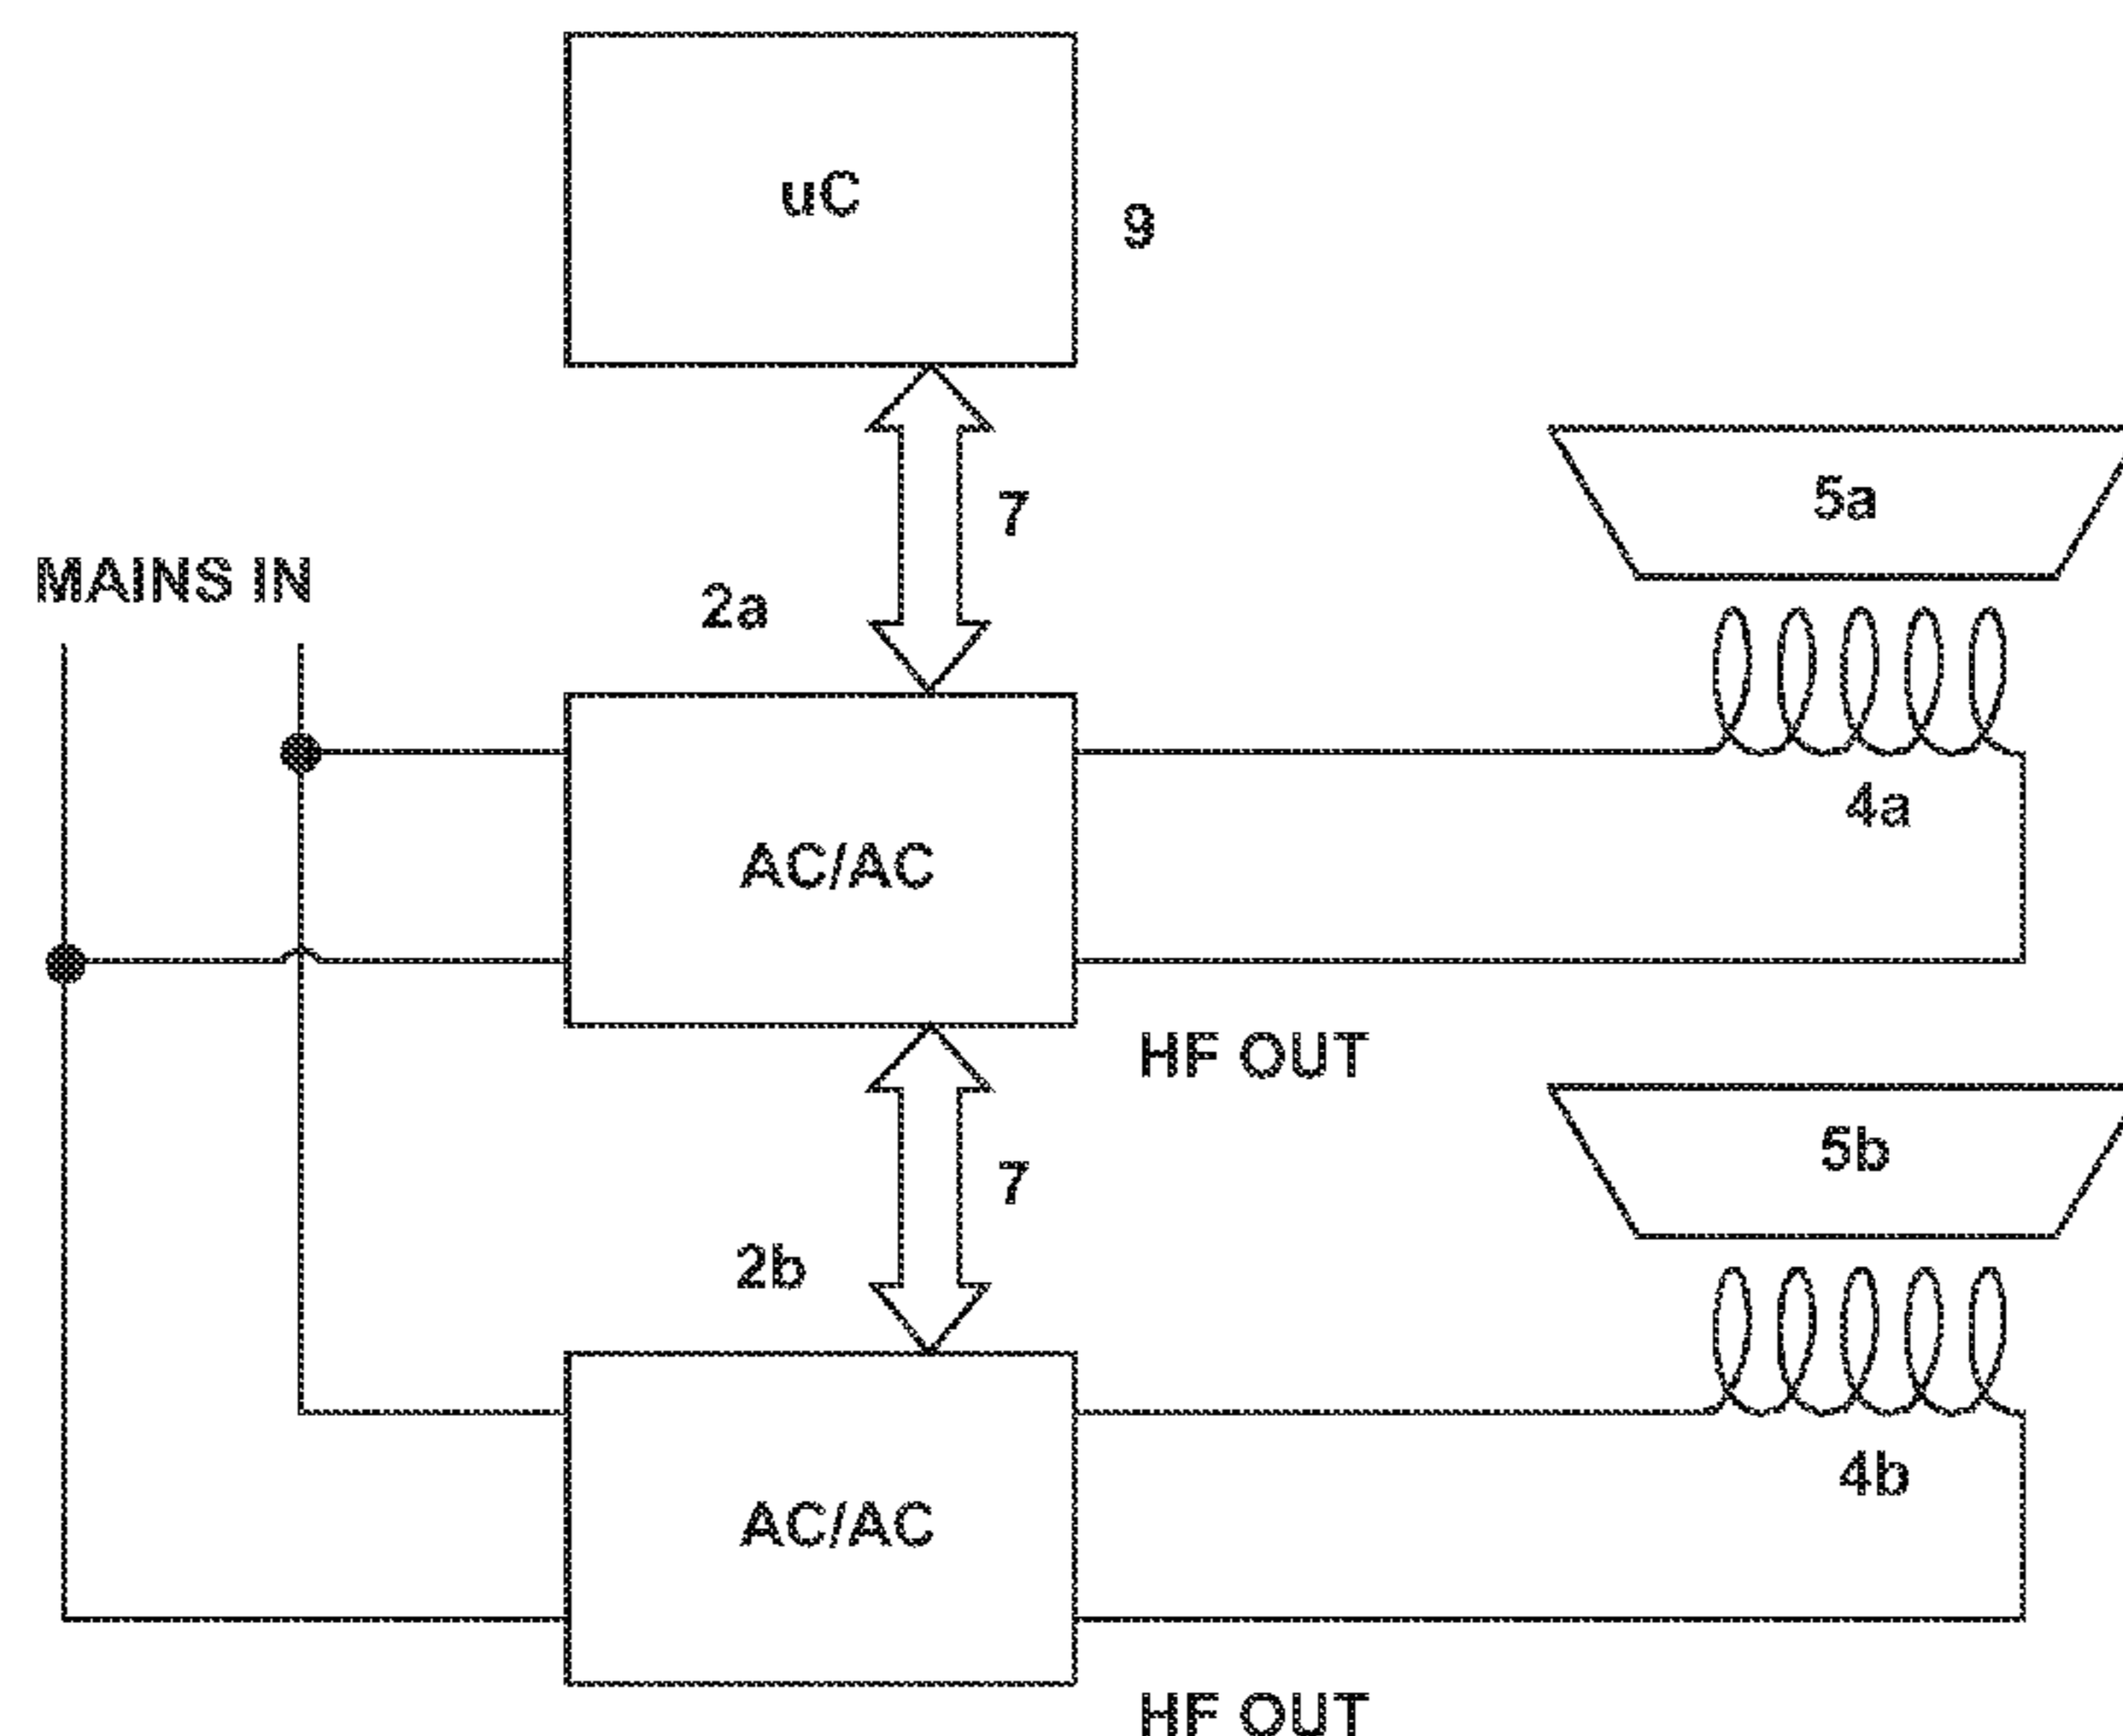 uC
9
7
5a
MAINS IN
2a
4a
AC/AC
HF OUT
5b
7
2b
4b
AC/AC
HF OUT